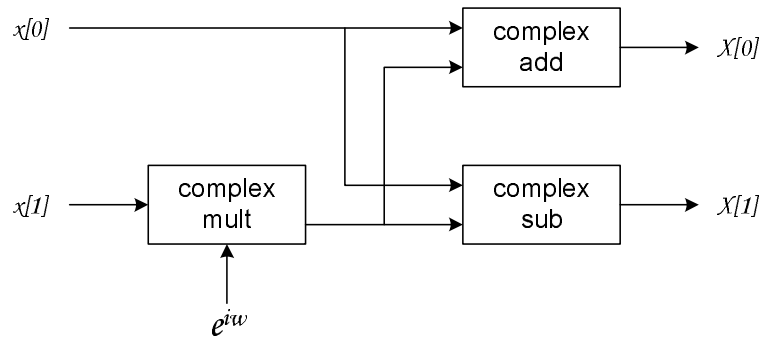 x[0]
complex
add
X[0]
x[1]
complex
mult
complex
sub
X[1]
e^{iw}